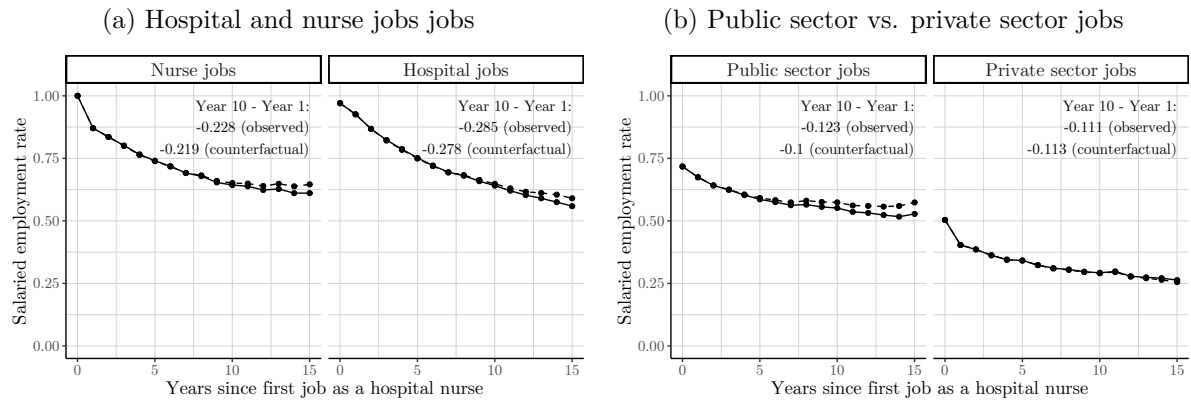 (a) Hospital and nurse jobs jobs
Nurse jobs
Hospital jobs
Year 10 - Year 1:
-0.228 (observed)
-0.219 (counterfactual)
Year 10 - Year 1:
-0.285 (observed)
-0.278 (counterfactual)
Salaried employment rate
1.00
0.75
0.50
0.25
0.00
0 5 10 15
0 5 10 15
Years since first job as a hospital nurse
(b) Public sector vs. private sector jobs
Public sector jobs
Private sector jobs
Year 10 - Year 1:
-0.123 (observed)
-0.1 (counterfactual)
Year 10 - Year 1:
-0.111 (observed)
-0.113 (counterfactual)
Salaried employment rate
1.00
0.75
0.50
0.25
0.00
0 5 10 15
0 5 10 15
Years since first job as a hospital nurse